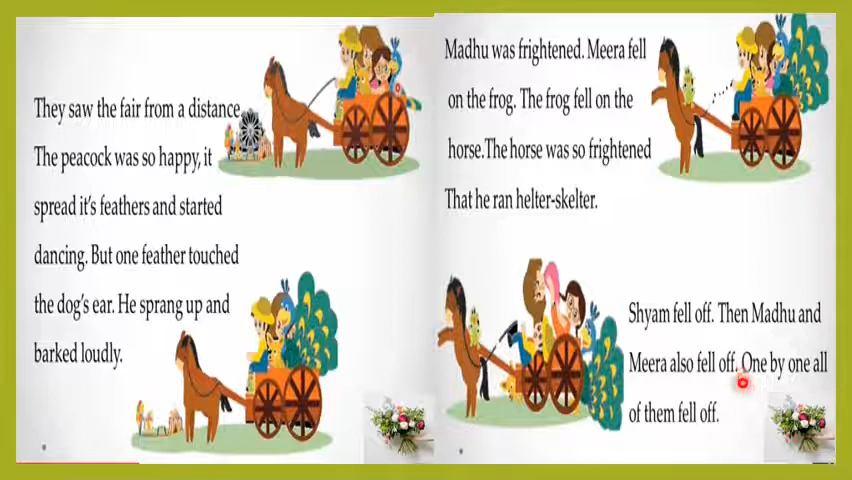 They saw the fair from a distance
The peacock was so happy, it
spread it's feathers and started
dancing. But one feather touched
the dog's ear. He sprang up and
barked loudly.
Madhu was frightened. Meera fell
on the frog. The frog fell on the
horse.The horse was so frightened
That he ran helter-skelter.
Shyam fell off. Then Madhu and
Meera also fell off. One by one all
of them fell off.